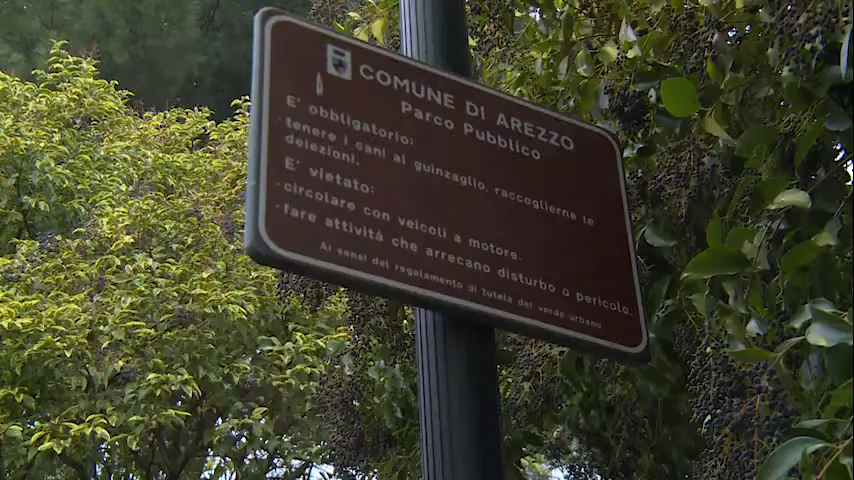 COMUNE DI AREZZO
Parco Pubblico
E' obbligatorio:
- tenere i cani al guinzaglio, raccoglierne le
deiezioni.
E' vietato:
- circolare con veicoli a motore.
- fare attività che arrecano disturbo o pericolo.
Ai sensi del regolamento di tutela del verde urbano